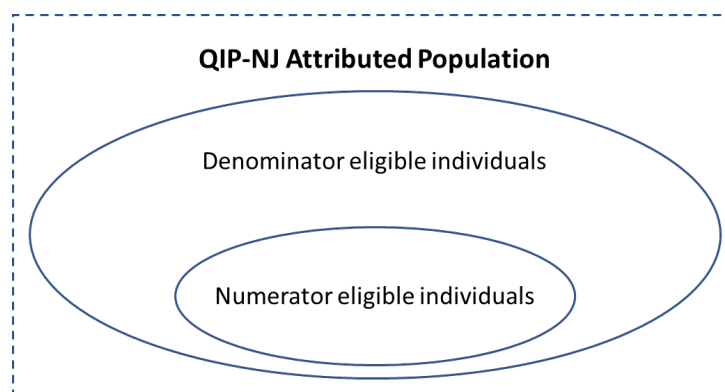 QIP-NJ Attributed Population
Denominator eligible individuals
Numerator eligible individuals